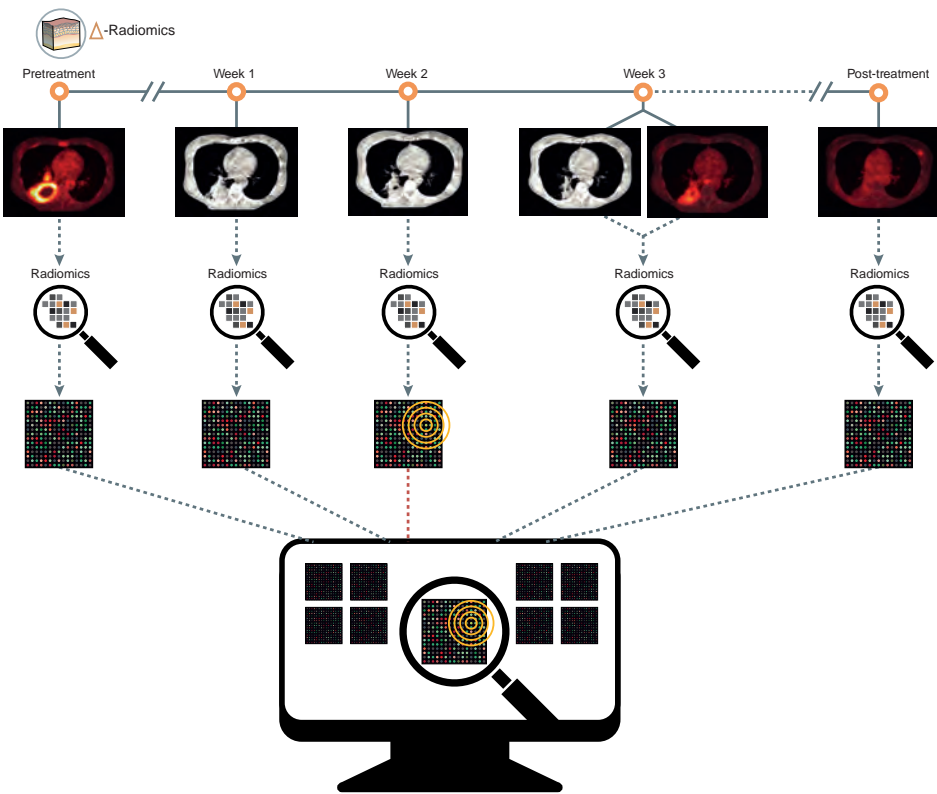 Δ-Radiomics
Pretreatment
Week 1
Week 2
Week 3
Post-treatment
Radiomics
Radiomics
Radiomics
Radiomics
Radiomics